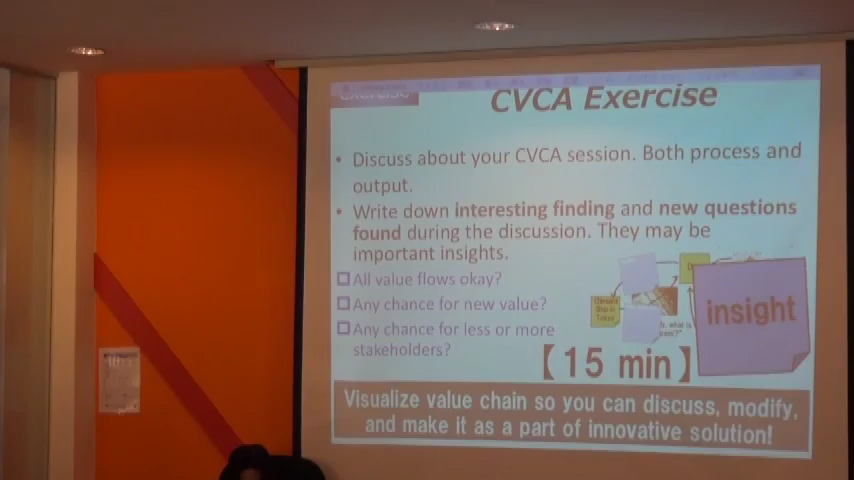 Exercise
CVCA Exercise
• Discuss about your CVCA session. Both process and
output.
• Write down interesting finding and new questions
found during the discussion. They may be
important insights.
All value flows okay?
Any chance for new value?
Any chance for less or more
stakeholders?
insight
【15 min】
Visualize value chain so you can discuss, modify,
and make it as a part of innovative solution!